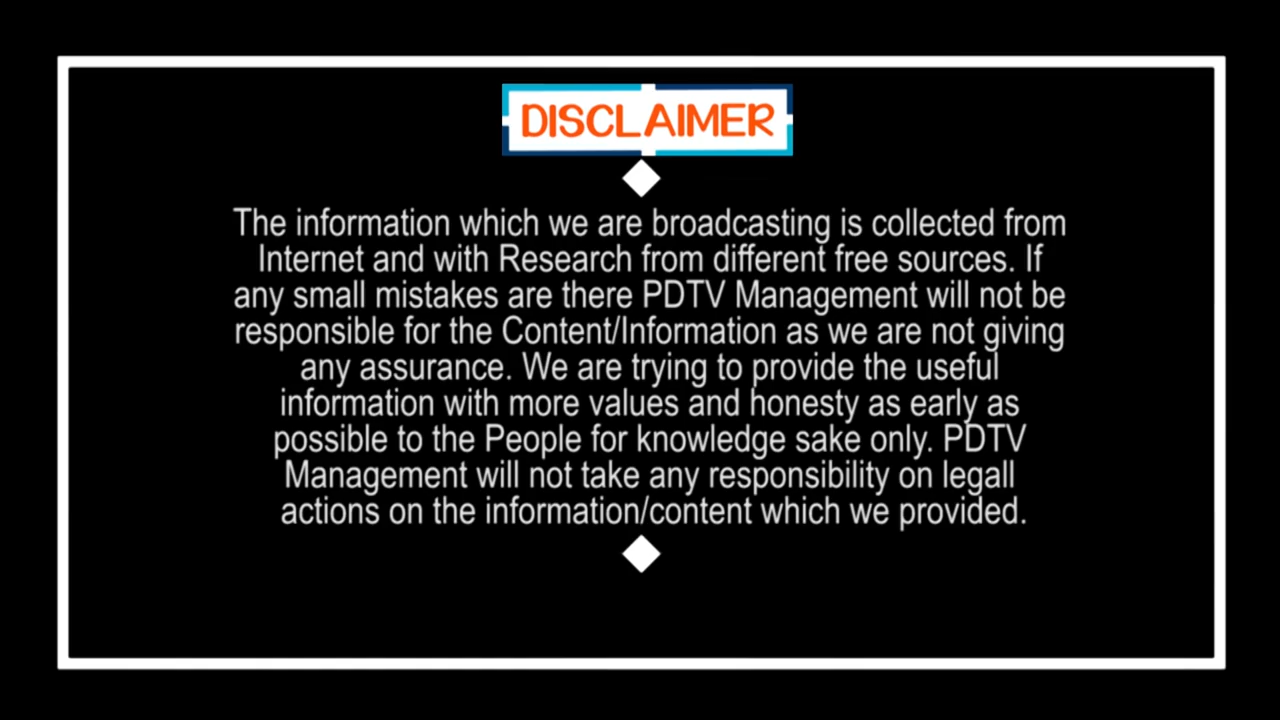 DISCLAIMER
The information which we are broadcasting is collected from
Internet and with Research from different free sources. If
any small mistakes are there PDTV Management will not be
responsible for the Content/Information as we are not giving
any assurance. We are trying to provide the useful
information with more values and honesty as early as
possible to the People for knowledge sake only. PDTV
Management will not take any responsibility on legall
actions on the information/content which we provided.